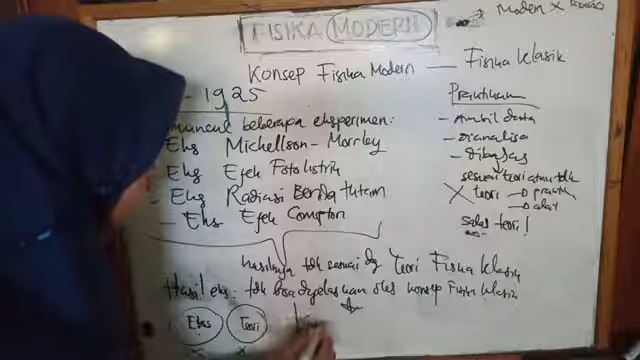 FISIKA MODERN
Modern X
Konsep Fisika Modern — Fisika Klasik
- 1925
muncul beberapa eksperimen:
Eks Michellson-Morrley
Eks Efek Fotolistrik
- Eks Radiasi Benda Hitam
- Eks Efek Compton
Praktikum
- Ambil data
- Dianalisa
- Dibahas
sesuai teori atau tdk
X teori → prakt
→ alat
salah teori!
hasilnya tdk sesuai dg Teori Fisika Klasik
Hasil eks: tdk bisa dijelaskan oleh konsep Fisika Klasik
Eks Teori
X X